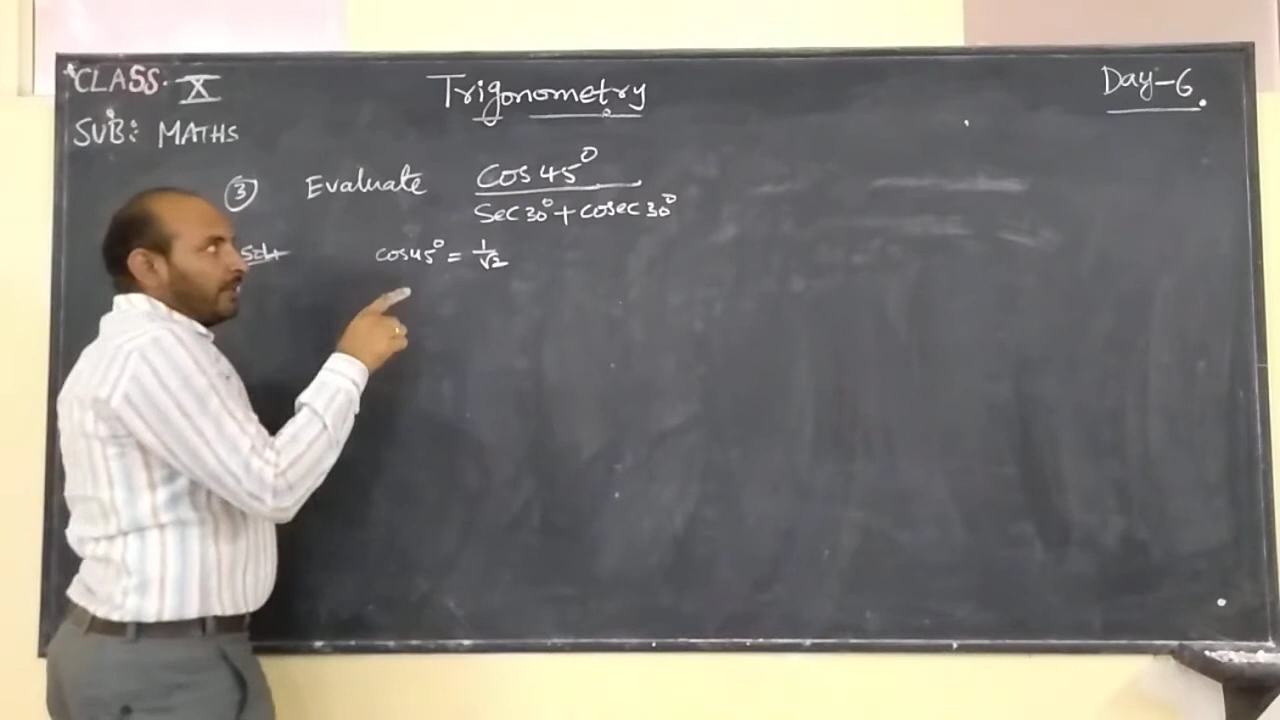 CLASS. X
Trigonometry
Day-6.
SUB: MATHS
③ Evaluate cos 45° / Sec 30° + cosec 30°
Sol:- cos45° = 1/√2